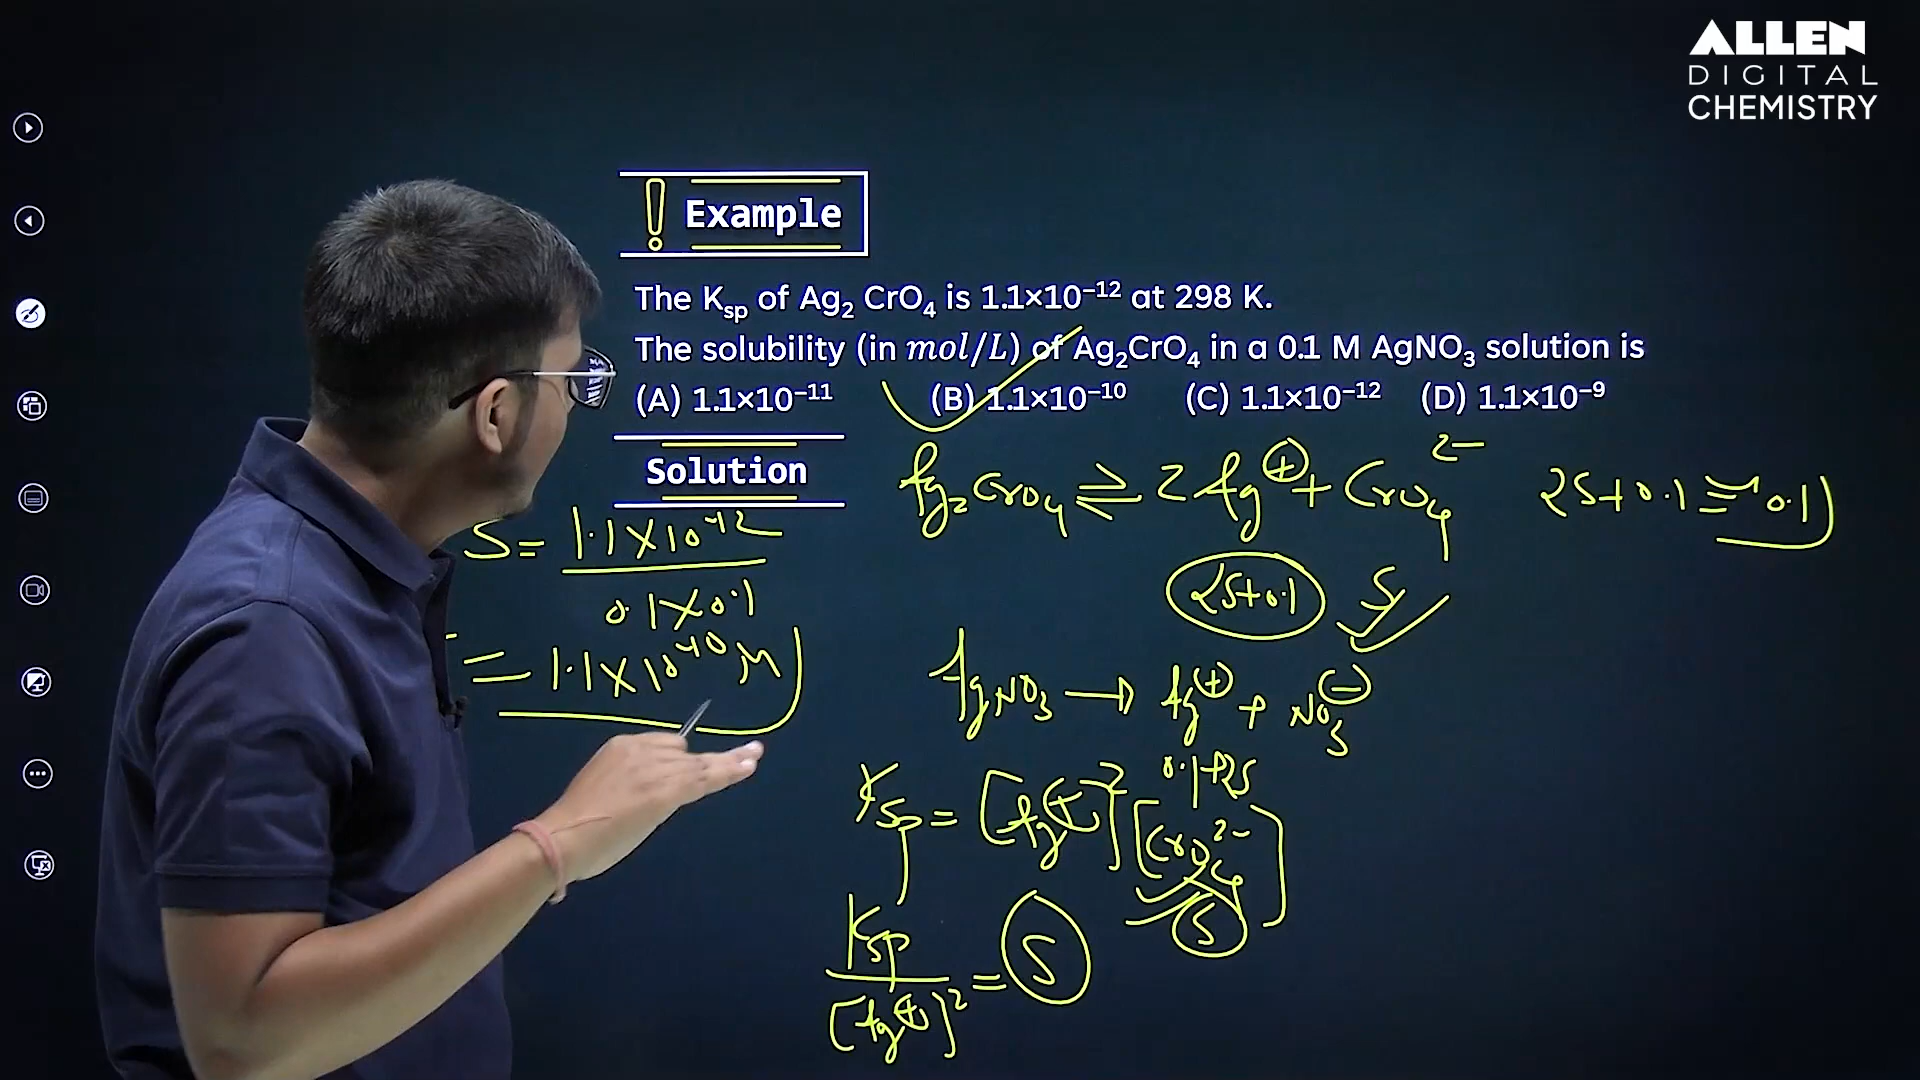 ALLEN
DIGITAL
CHEMISTRY
! Example
The Ksp of Ag2 CrO4 is 1.1×10⁻¹² at 298 K.
The solubility (in mol/L) of Ag2CrO4 in a 0.1 M AgNO3 solution is
(A) 1.1×10⁻¹¹ (B) 1.1×10⁻¹⁰ (C) 1.1×10⁻¹² (D) 1.1×10⁻⁹
Solution
Ag2CrO4 ⇌ 2Ag⊕ + CrO4²⁻ 2S+0.1 ≃ 0.1
2S+0.1 S
S = 1.1×10⁻¹²
0.1×0.1
= 1.1×10⁻¹⁰ M
AgNO3 → Ag⊕ + NO3⊖
0.1+2S
Ksp = [Ag⊕]² [CrO4²⁻]
S
Ksp
= S
[Ag⊕]²